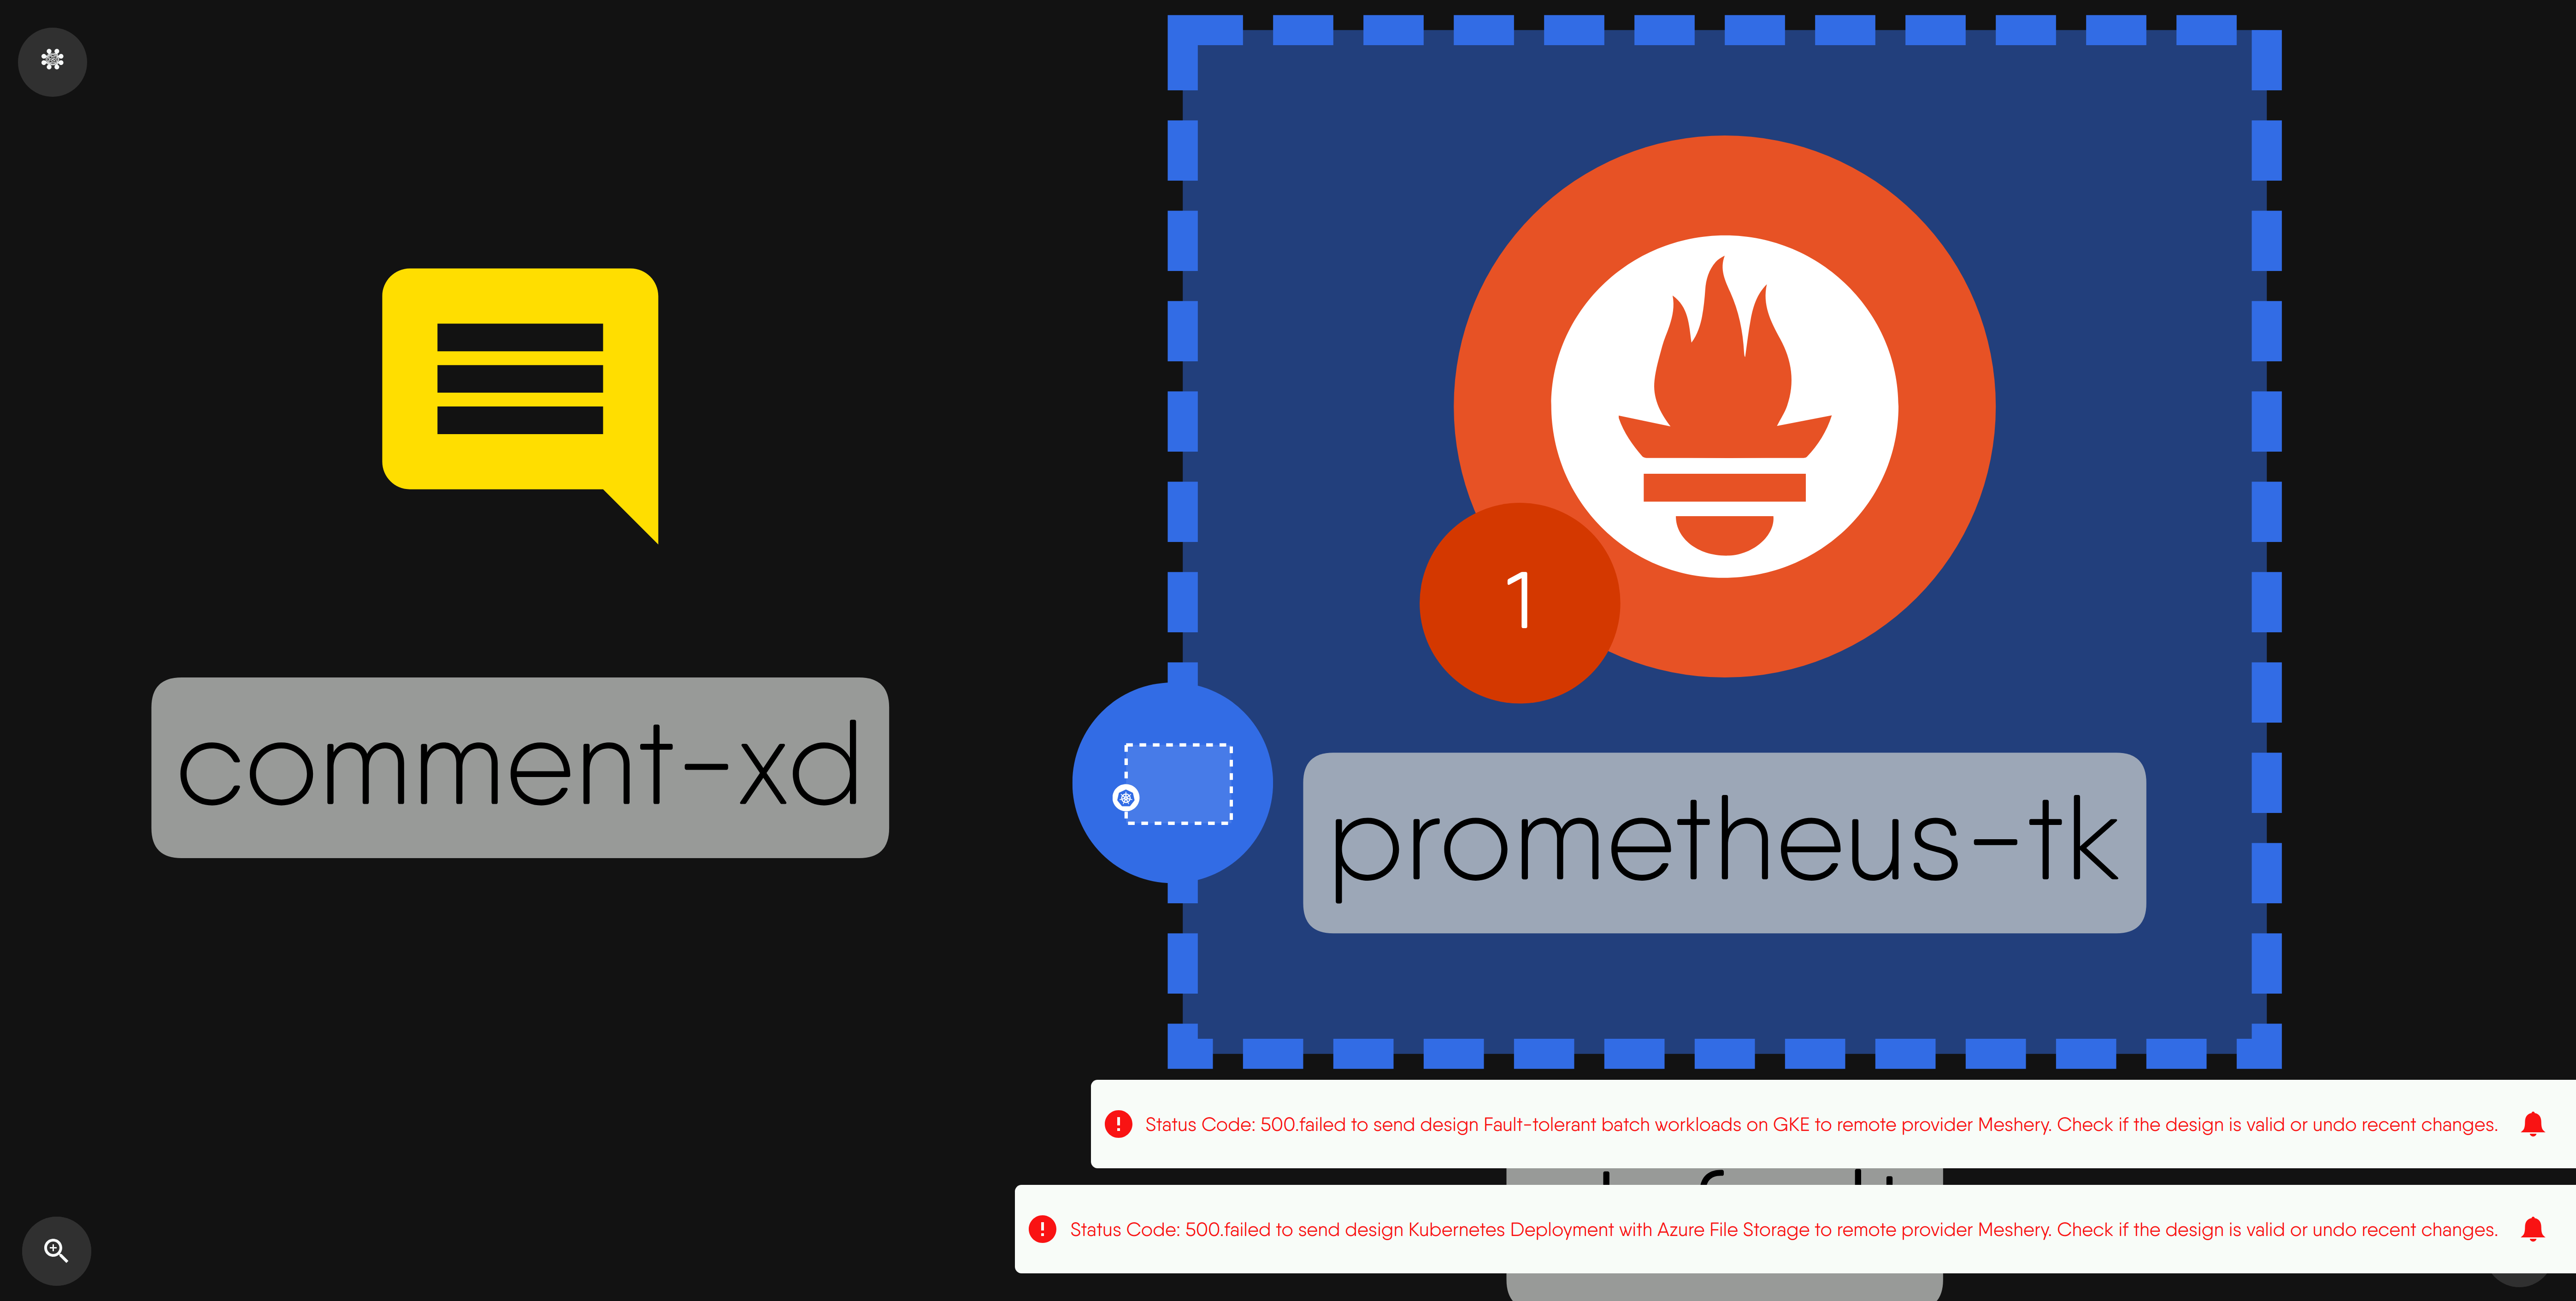 comment-xd
1
prometheus-tk
Status Code: 500.failed to send design Fault-tolerant batch workloads on GKE to remote provider Meshery. Check if the design is valid or undo recent changes.
Status Code: 500.failed to send design Kubernetes Deployment with Azure File Storage to remote provider Meshery. Check if the design is valid or undo recent changes.